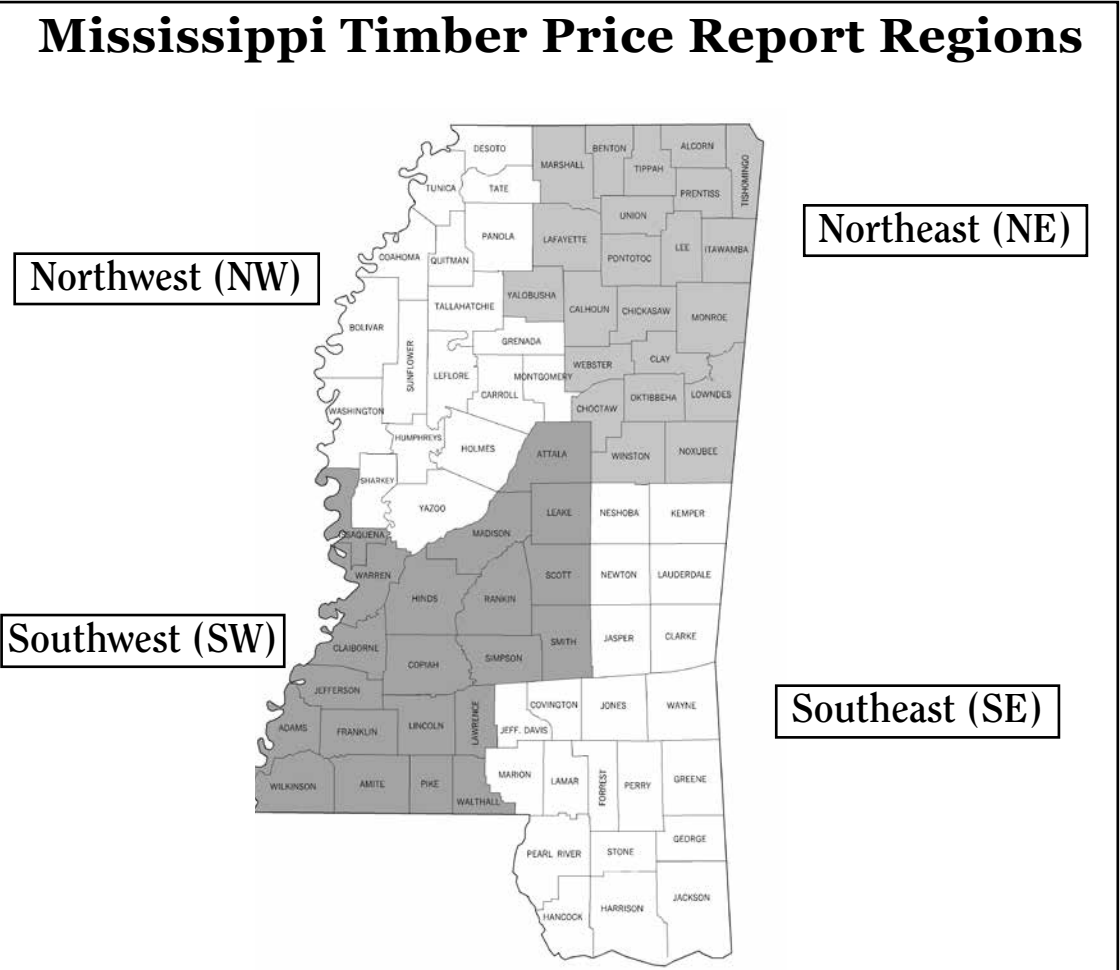 Mississippi Timber Price Report Regions
DESOTO
BENTON
ALCORN
MARSHALL
TIPPAH
TISHOMINGO
TUNICA
TATE
PRENTISS
UNION
Northeast (NE)
PANOLA
LAFAYETTE
LEE
ITAWAMBA
COAHOMA
QUITMAN
PONTOTOC
Northwest (NW)
YALOBUSHA
TALLAHATCHIE
CALHOUN
CHICKASAW
MONROE
BOLIVAR
GRENADA
SUNFLOWER
WEBSTER
CLAY
LEFLORE
MONTGOMERY
CARROLL
OKTIBBEHA
LOWNDES
WASHINGTON
CHOCTAW
HUMPHREYS
HOLMES
ATTALA
WINSTON
NOXUBEE
SHARKEY
YAZOO
LEAKE
NESHOBA
KEMPER
MADISON
WARREN
SCOTT
NEWTON
LAUDERDALE
HINDS
RANKIN
Southwest (SW)
CLAIBORNE
SMITH
JASPER
CLARKE
COPIAH
SIMPSON
JEFFERSON
COVINGTON
JONES
WAYNE
Southeast (SE)
ADAMS
FRANKLIN
LINCOLN
LAWRENCE
JEFF. DAVIS
MARION
LAMAR
FORREST
PERRY
GREENE
WILKINSON
AMITE
PIKE
WALTHALL
GEORGE
PEARL RIVER
STONE
JACKSON
HANCOCK
HARRISON